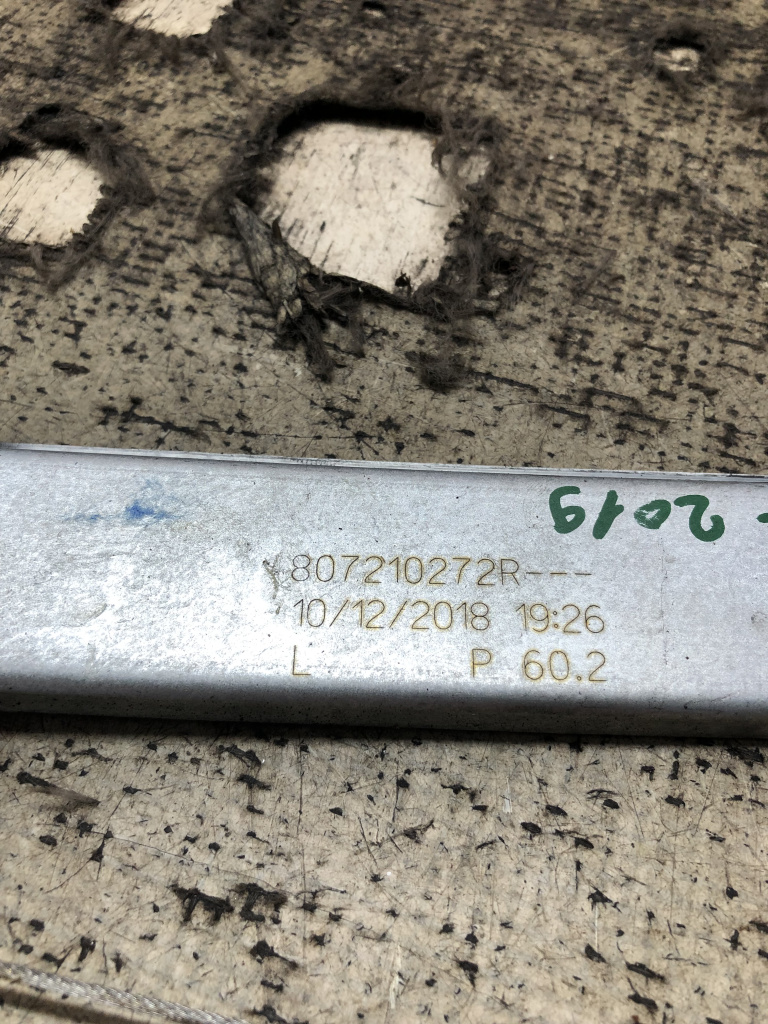 - 2019
807210272R---
10/12/2018 19:26
L P 60.2